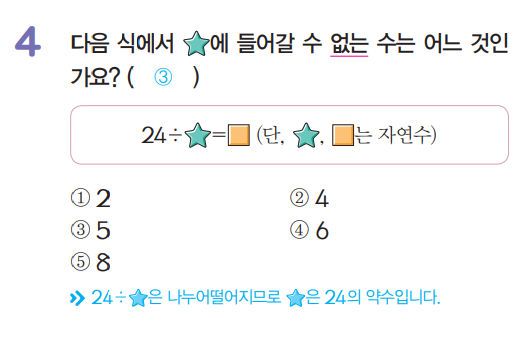 4 다음 식에서 ★에 들어갈 수 없는 수는 어느 것인
가요? ( ③ )
24÷★=■ (단, ★, ■는 자연수)
① 2 ② 4
③ 5 ④ 6
⑤ 8
» 24÷★은 나누어떨어지므로 ★은 24의 약수입니다.